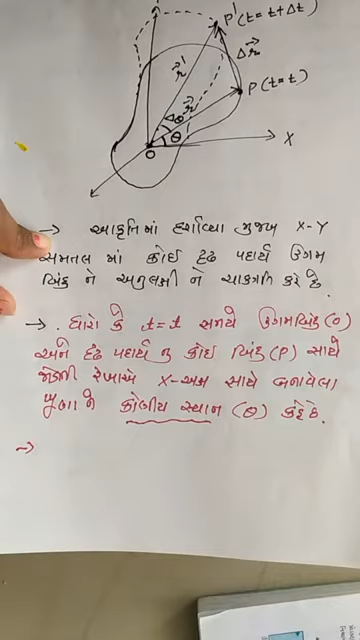 P'(t=t+Δt)
Δr⃗
r⃗'
r⃗
P(t=t)
Δθ
θ
O
X
→ આકૃતિમાં દર્શાવ્યા મુજબ X-Y
સમતલ માં કોઈ દૃઢ પદાર્થ ઉગમ
બિંદુ ને અનુલક્ષી ને ચાકગતિ કરે છે.
→ . ધારો કે t=t સમયે ઉગમબિંદુ (O)
અને દૃઢ પદાર્થ નુ કોઈ બિંદુ (P) સાથે
જોડતી રેખાએ X-અક્ષ સાથે બનાવેલા
ખૂણા ને કોણીય સ્થાન (θ) કહે છે.
→